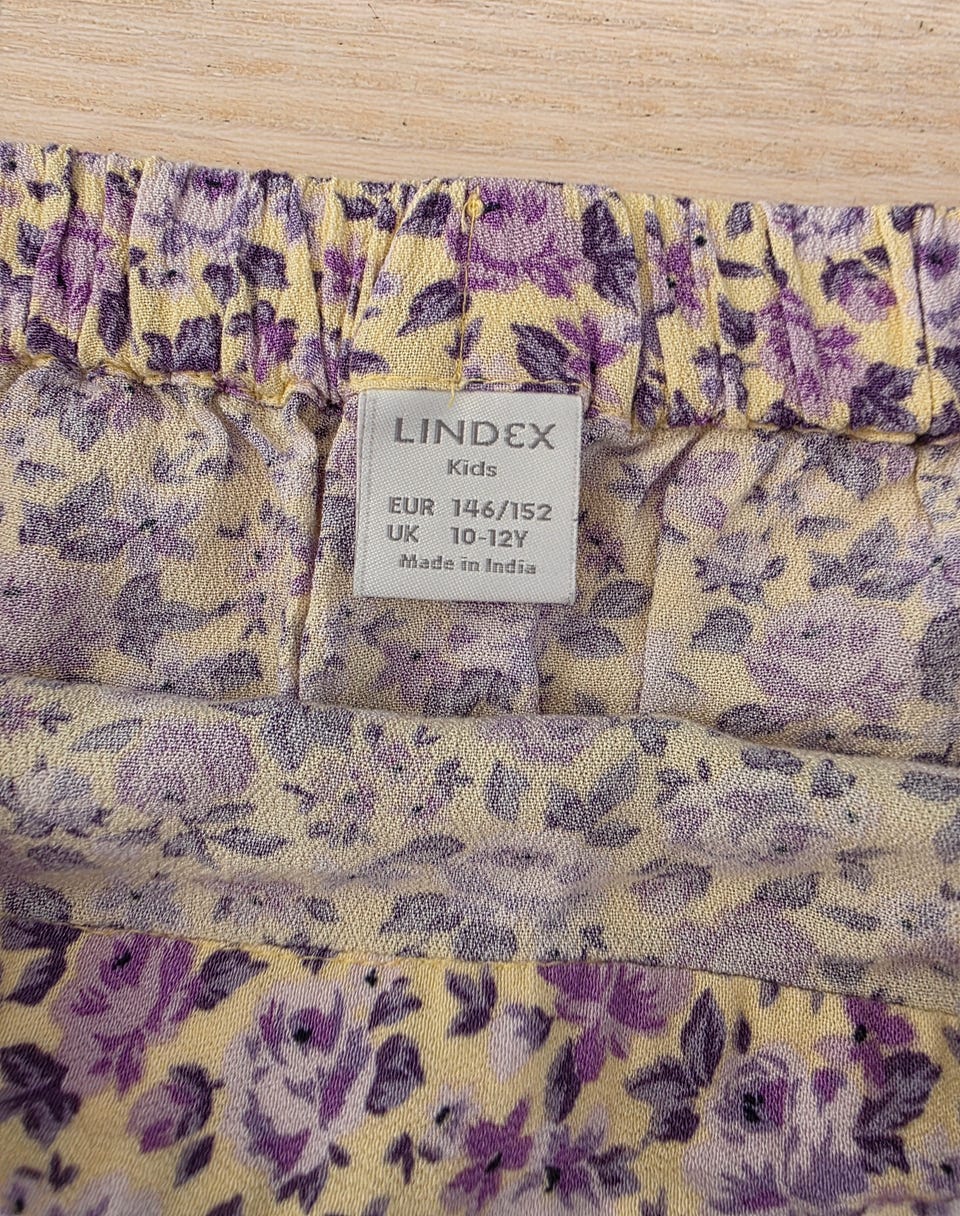 LINDEX
Kids
EUR 146/152
UK 10-12Y
Made in India